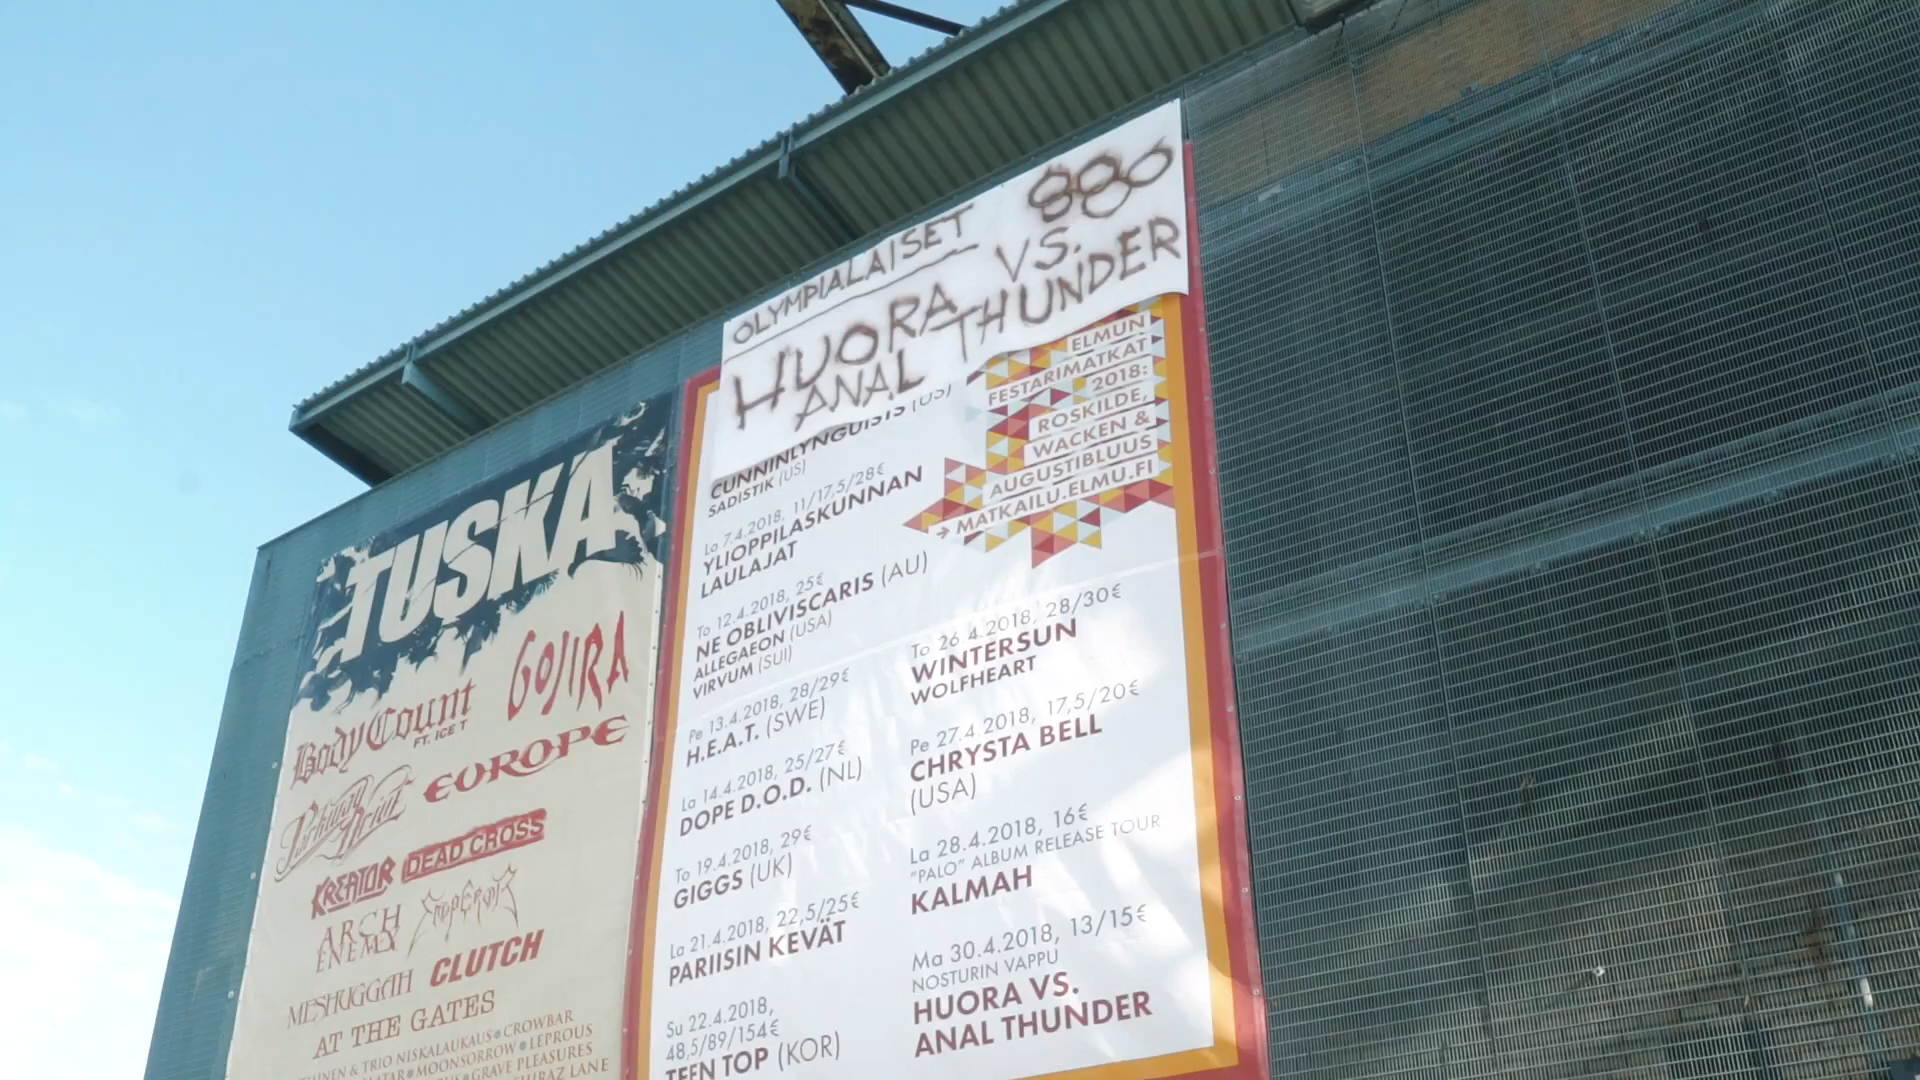 TUSKA
BODY COUNT
FT. ICE T
GOJIRA
PARKWAY DRIVE
EUROPE
KREATOR
DEAD CROSS
ARCH ENEMY
EMPEROR
MESHUGGAH
CLUTCH
AT THE GATES
& TRIO NISKALAUKAUS • CROWBAR
MOONSORROW • LEPROUS
GRAVE PLEASURES
SHIRAZ LANE
OLYMPIALAISET
HUORA VS.
ANAL THUNDER
CUNNINLYNGUISTS (US)
SADISTIK (US)
La 7.4.2018, 11/17,5/28€
YLIOPPILASKUNNAN
LAULAJAT
To 12.4.2018, 25€
NE OBLIVISCARIS (AU)
ALLEGAEON (USA)
VIRVUM (SUI)
Pe 13.4.2018, 28/29€
H.E.A.T. (SWE)
La 14.4.2018, 25/27€
DOPE D.O.D. (NL)
To 19.4.2018, 29€
GIGGS (UK)
La 21.4.2018, 22,5/25€
PARIISIN KEVÄT
Su 22.4.2018,
48,5/89/154€
TEEN TOP (KOR)
ELMUN
FESTARIMATKAT
2018:
ROSKILDE,
WACKEN &
AUGUSTIBLUUS
→ MATKAILU.ELMU.FI
To 26.4.2018, 28/30€
WINTERSUN
WOLFHEART
Pe 27.4.2018, 17,5/20€
CHRYSTA BELL
(USA)
La 28.4.2018, 16€
"PALO" ALBUM RELEASE TOUR
KALMAH
Ma 30.4.2018, 13/15€
NOSTURIN VAPPU
HUORA VS.
ANAL THUNDER